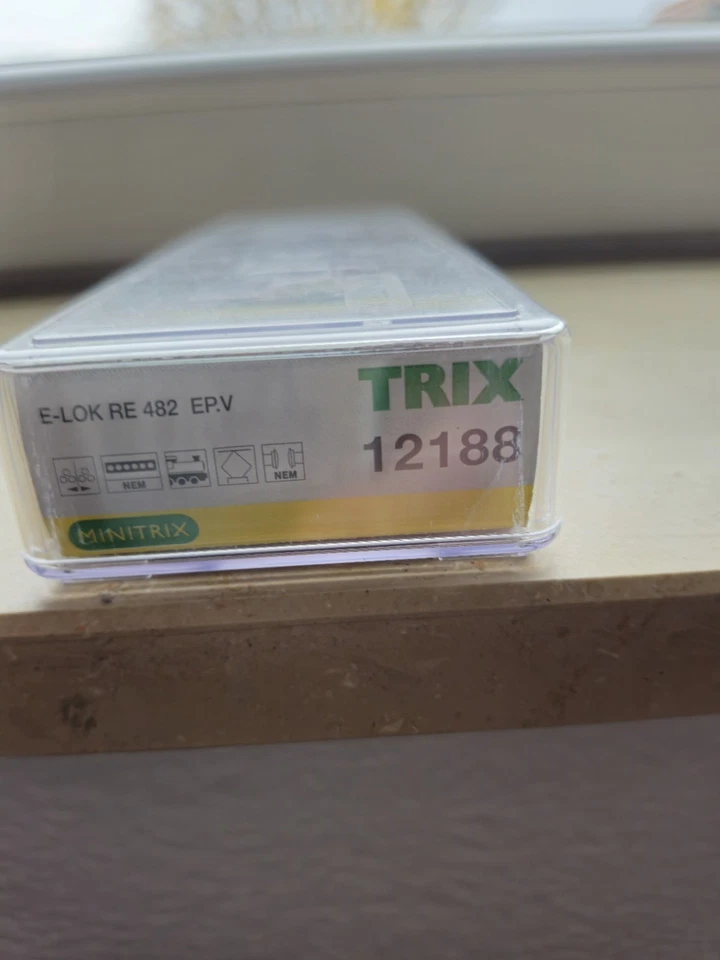 TRIX
E-LOK RE 482 EP.V
12188
NEM
NEM
MINITRIX